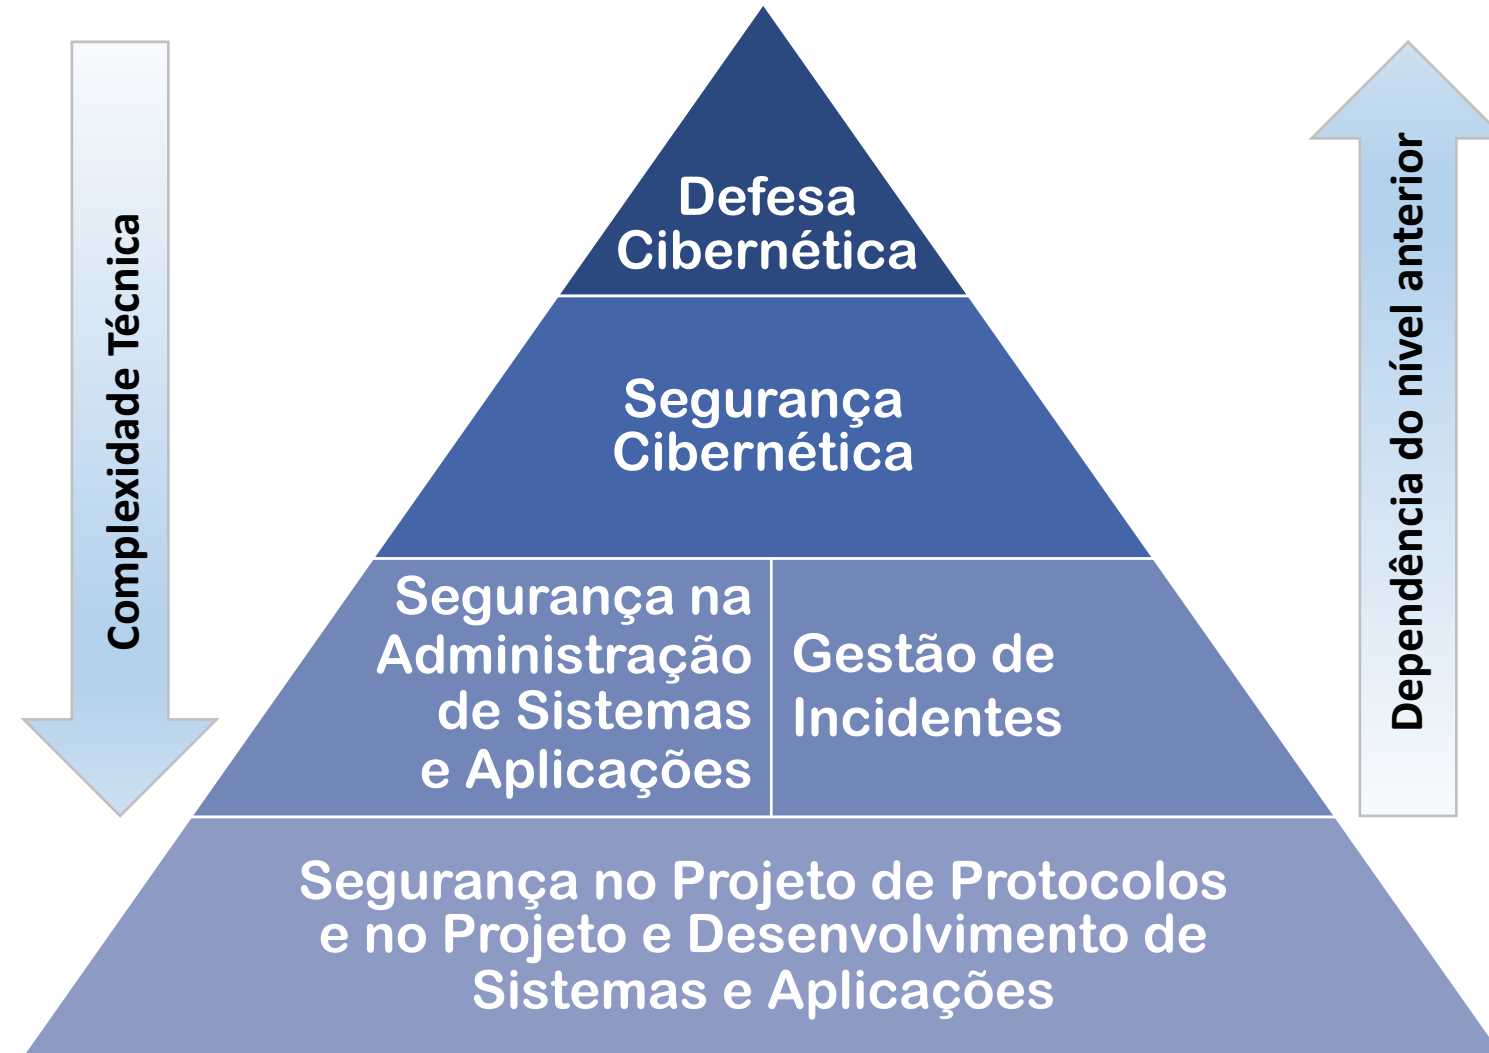 Complexidade Técnica
Defesa
Cibernética
Segurança
Cibernética
Segurança na
Administração
de Sistemas
e Aplicações
Gestão de
Incidentes
Segurança no Projeto de Protocolos
e no Projeto e Desenvolvimento de
Sistemas e Aplicações
Dependência do nível anterior